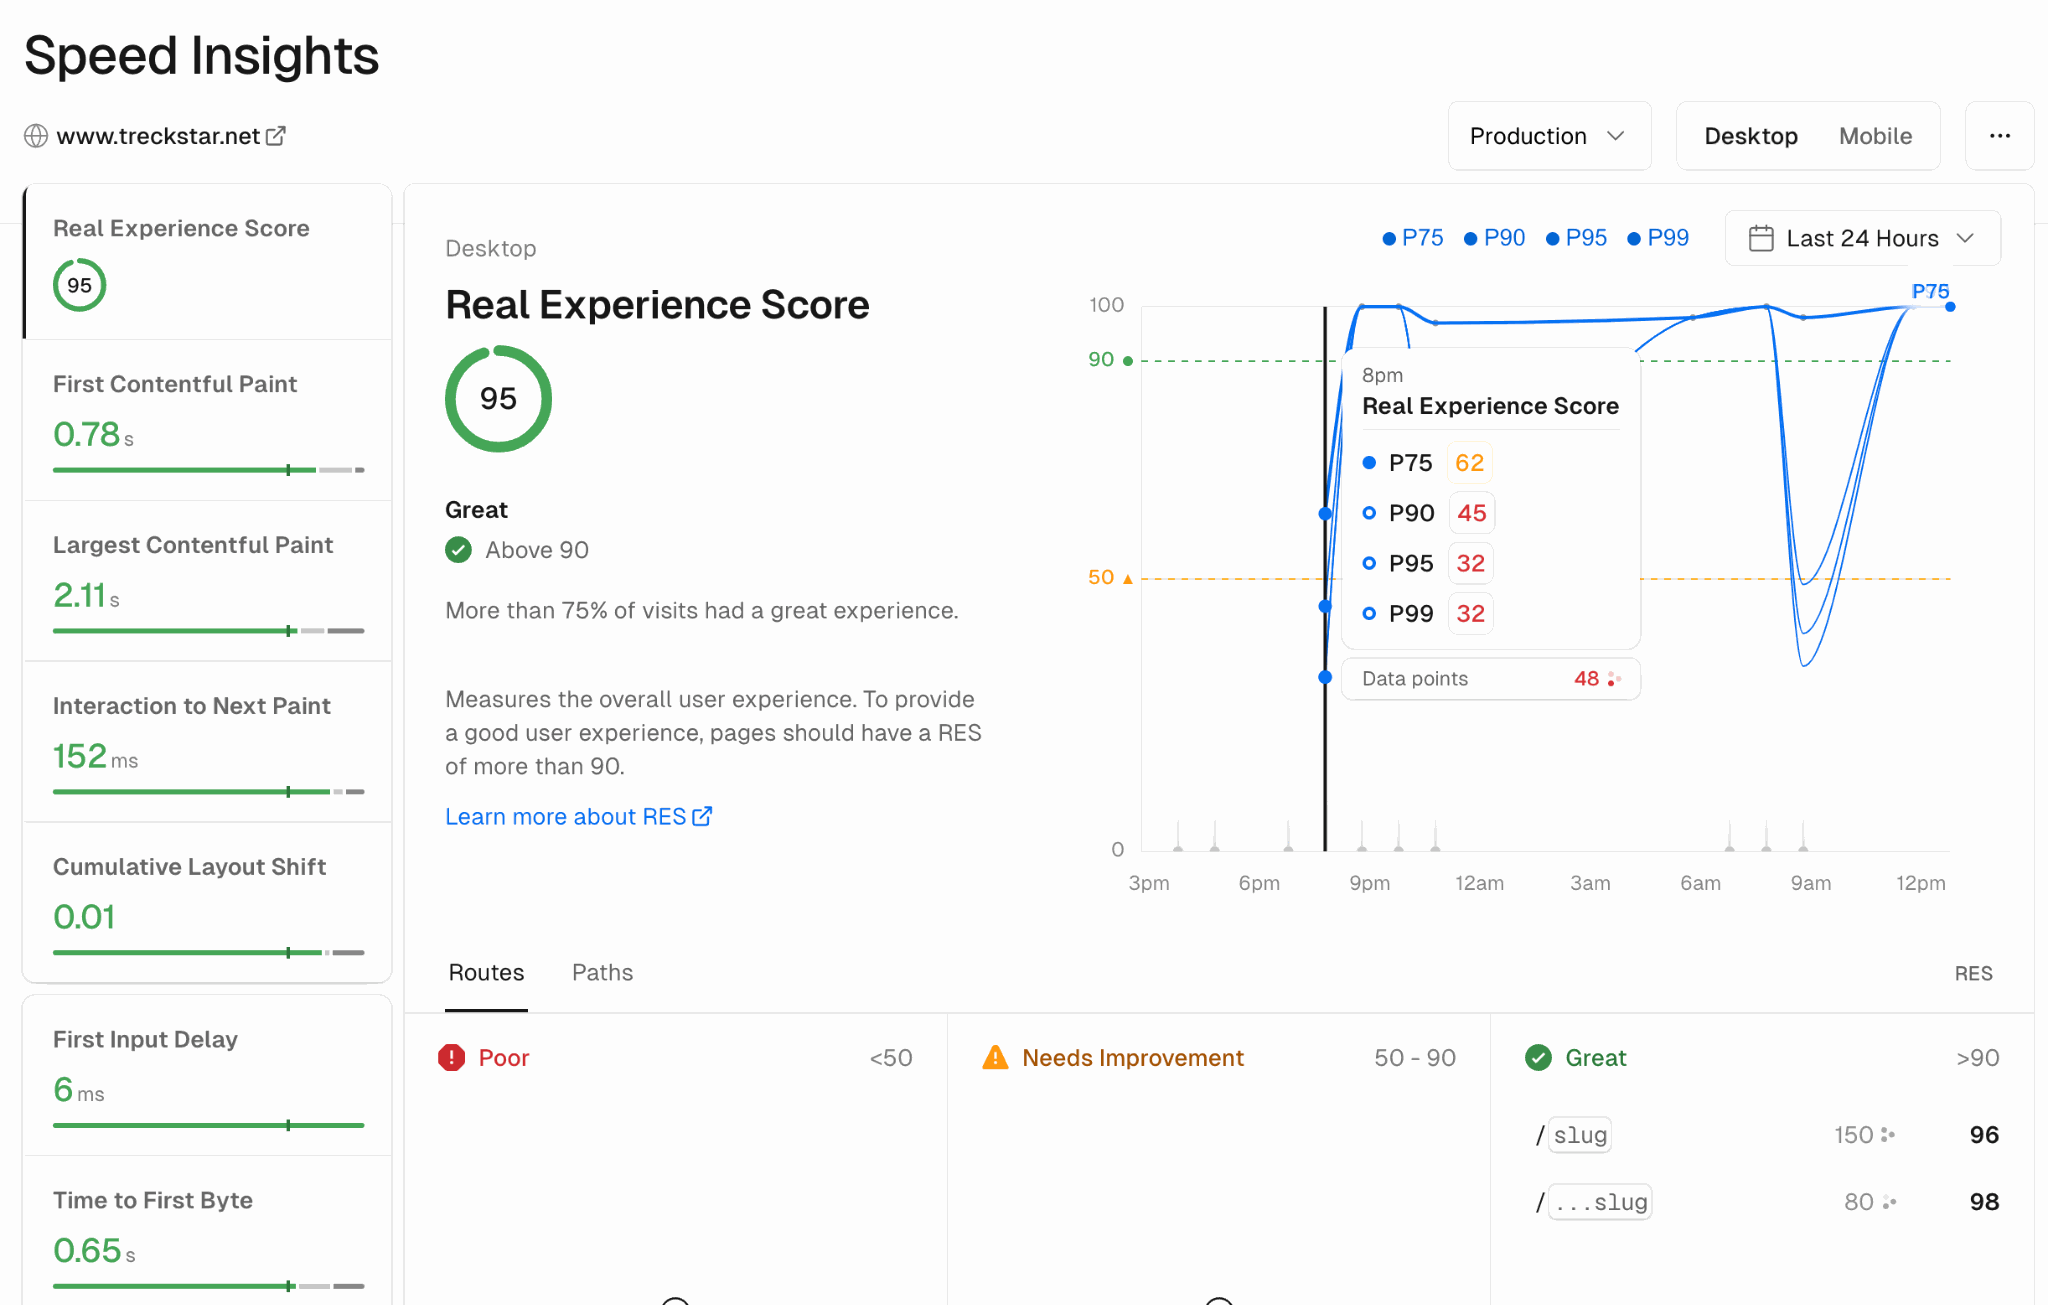 Speed Insights
www.treckstar.net
Production
Desktop
Mobile
Real Experience Score
95
First Contentful Paint
0.78 s
Largest Contentful Paint
2.11 s
Interaction to Next Paint
152 ms
Cumulative Layout Shift
0.01
First Input Delay
6 ms
Time to First Byte
0.65 s
Desktop
Real Experience Score
95
Great
Above 90
More than 75% of visits had a great experience.
Measures the overall user experience. To provide
a good user experience, pages should have a RES
of more than 90.
Learn more about RES
P75 P90 P95 P99
Last 24 Hours
P75
100
90
50
0
8pm
Real Experience Score
P75 62
P90 45
P95 32
P99 32
Data points 48
3pm 6pm 9pm 12am 3am 6am 9am 12pm
Routes Paths RES
Poor <50
Needs Improvement 50 - 90
Great >90
/ slug 150 96
/ ...slug 80 98